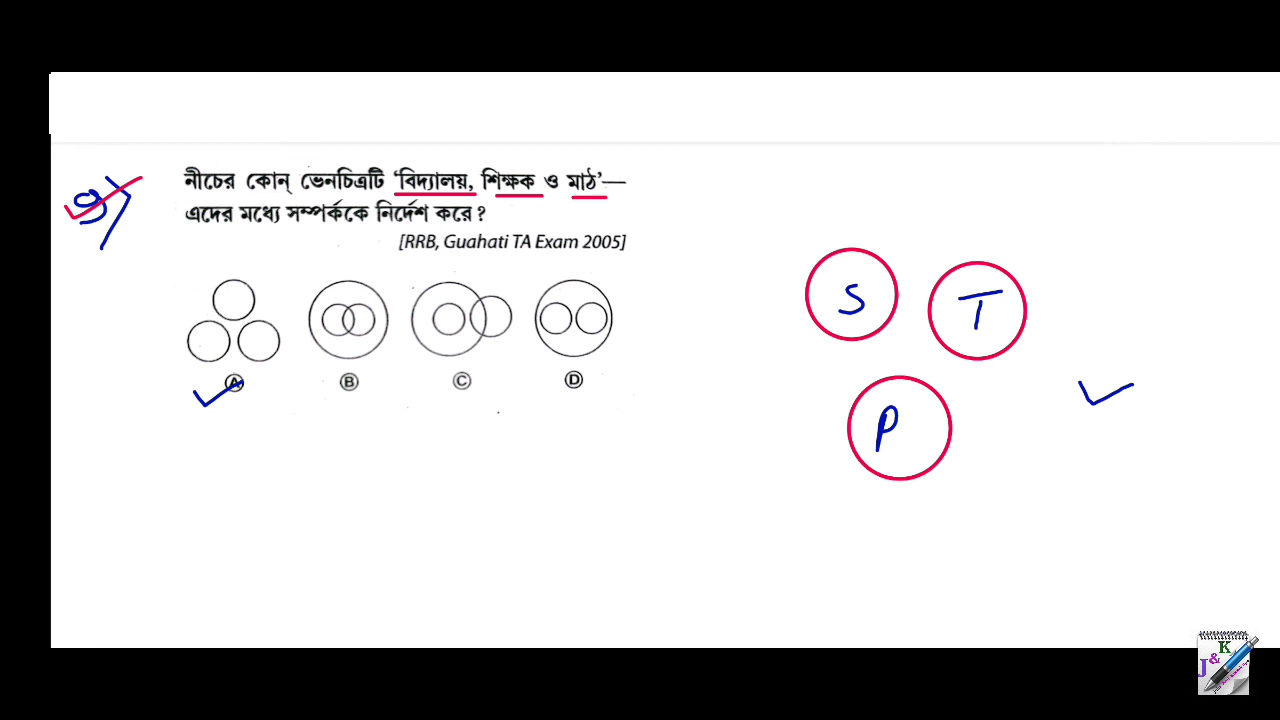 ৩)
নীচের কোন্ ভেনচিত্রটি ‘বিদ্যালয়, শিক্ষক ও মাঠ’—
এদের মধ্যে সম্পর্ককে নির্দেশ করে ?
[RRB, Guahati TA Exam 2005]
A B C D
S T
P
J&K